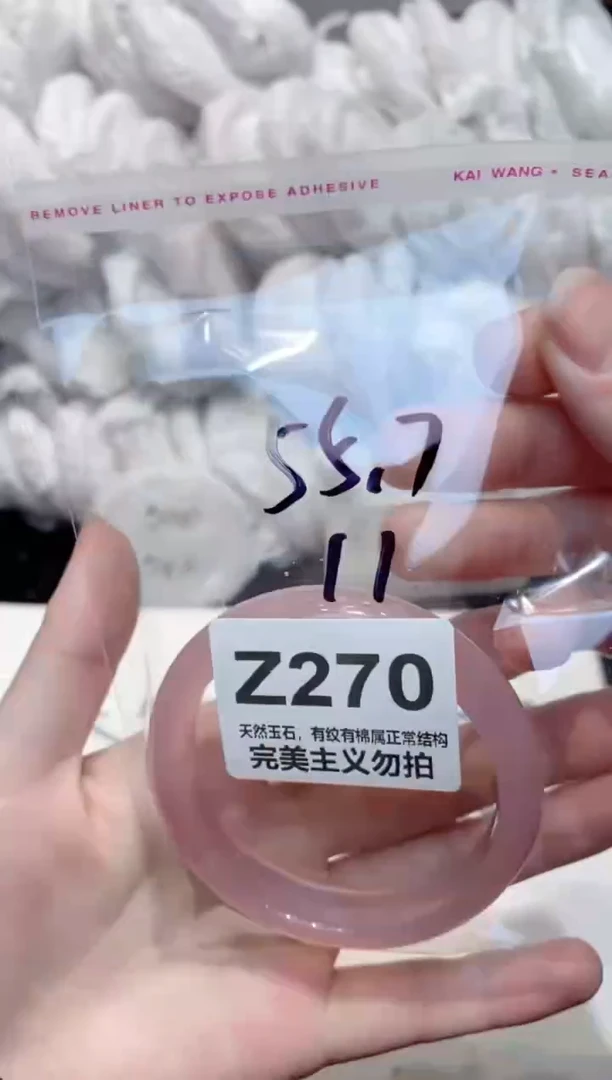 REMOVE LINER TO EXPOSE ADHESIVE
KAI WANG • SEA
55.7
11
Z270
天然玉石，有纹有棉属正常结构
完美主义勿拍